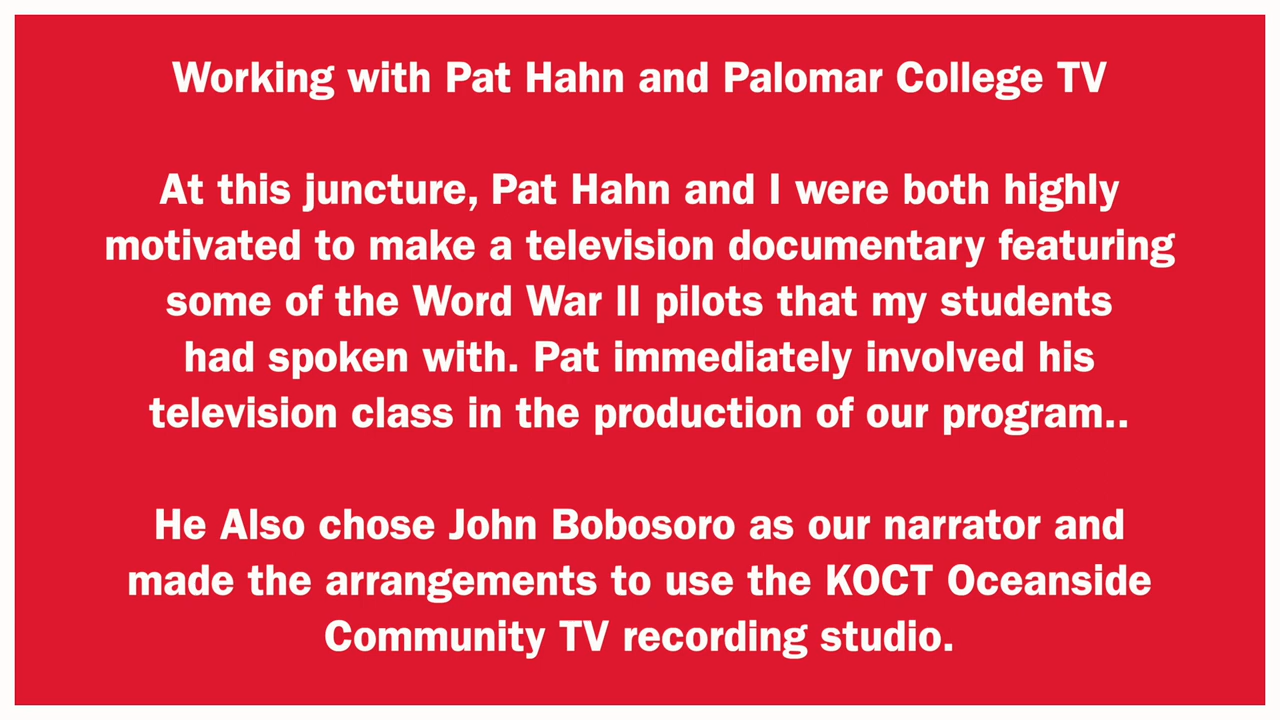 Working with Pat Hahn and Palomar College TV
At this juncture, Pat Hahn and I were both highly
motivated to make a television documentary featuring
some of the Word War II pilots that my students
had spoken with. Pat immediately involved his
television class in the production of our program..
He Also chose John Bobosoro as our narrator and
made the arrangements to use the KOCT Oceanside
Community TV recording studio.